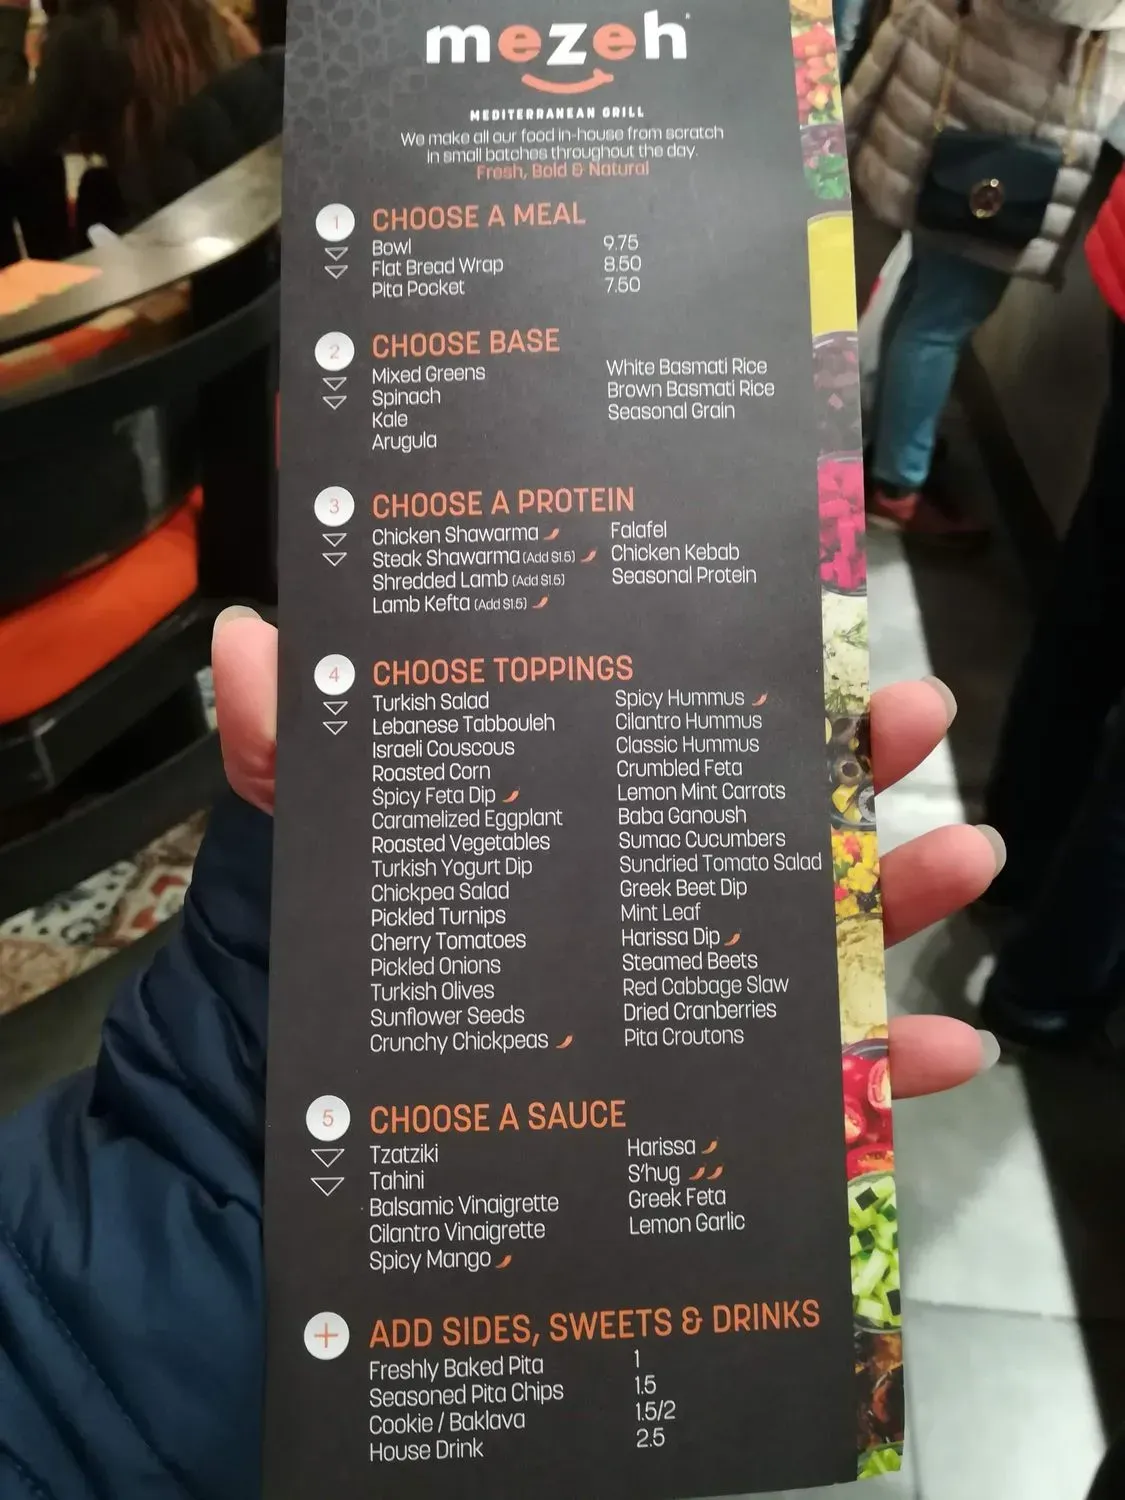 mezeh
MEDITERRANEAN GRILL
We make all our food in-house from scratch
in small batches throughout the day.
Fresh, Bold & Natural
1 CHOOSE A MEAL
Bowl 9.75
Flat Bread Wrap 8.50
Pita Pocket 7.50
2 CHOOSE BASE
Mixed Greens
Spinach
Kale
Arugula
White Basmati Rice
Brown Basmati Rice
Seasonal Grain
3 CHOOSE A PROTEIN
Chicken Shawarma
Steak Shawarma (Add $1.5)
Shredded Lamb (Add $1.5)
Lamb Kefta (Add $1.5)
Falafel
Chicken Kebab
Seasonal Protein
4 CHOOSE TOPPINGS
Turkish Salad
Lebanese Tabbouleh
Israeli Couscous
Roasted Corn
Spicy Feta Dip
Caramelized Eggplant
Roasted Vegetables
Turkish Yogurt Dip
Chickpea Salad
Pickled Turnips
Cherry Tomatoes
Pickled Onions
Turkish Olives
Sunflower Seeds
Crunchy Chickpeas
Spicy Hummus
Cilantro Hummus
Classic Hummus
Crumbled Feta
Lemon Mint Carrots
Baba Ganoush
Sumac Cucumbers
Sundried Tomato Salad
Greek Beet Dip
Mint Leaf
Harissa Dip
Steamed Beets
Red Cabbage Slaw
Dried Cranberries
Pita Croutons
5 CHOOSE A SAUCE
Tzatziki
Tahini
Balsamic Vinaigrette
Cilantro Vinaigrette
Spicy Mango
Harissa
S'hug
Greek Feta
Lemon Garlic
+ ADD SIDES, SWEETS & DRINKS
Freshly Baked Pita 1
Seasoned Pita Chips 1.5
Cookie / Baklava 1.5/2
House Drink 2.5